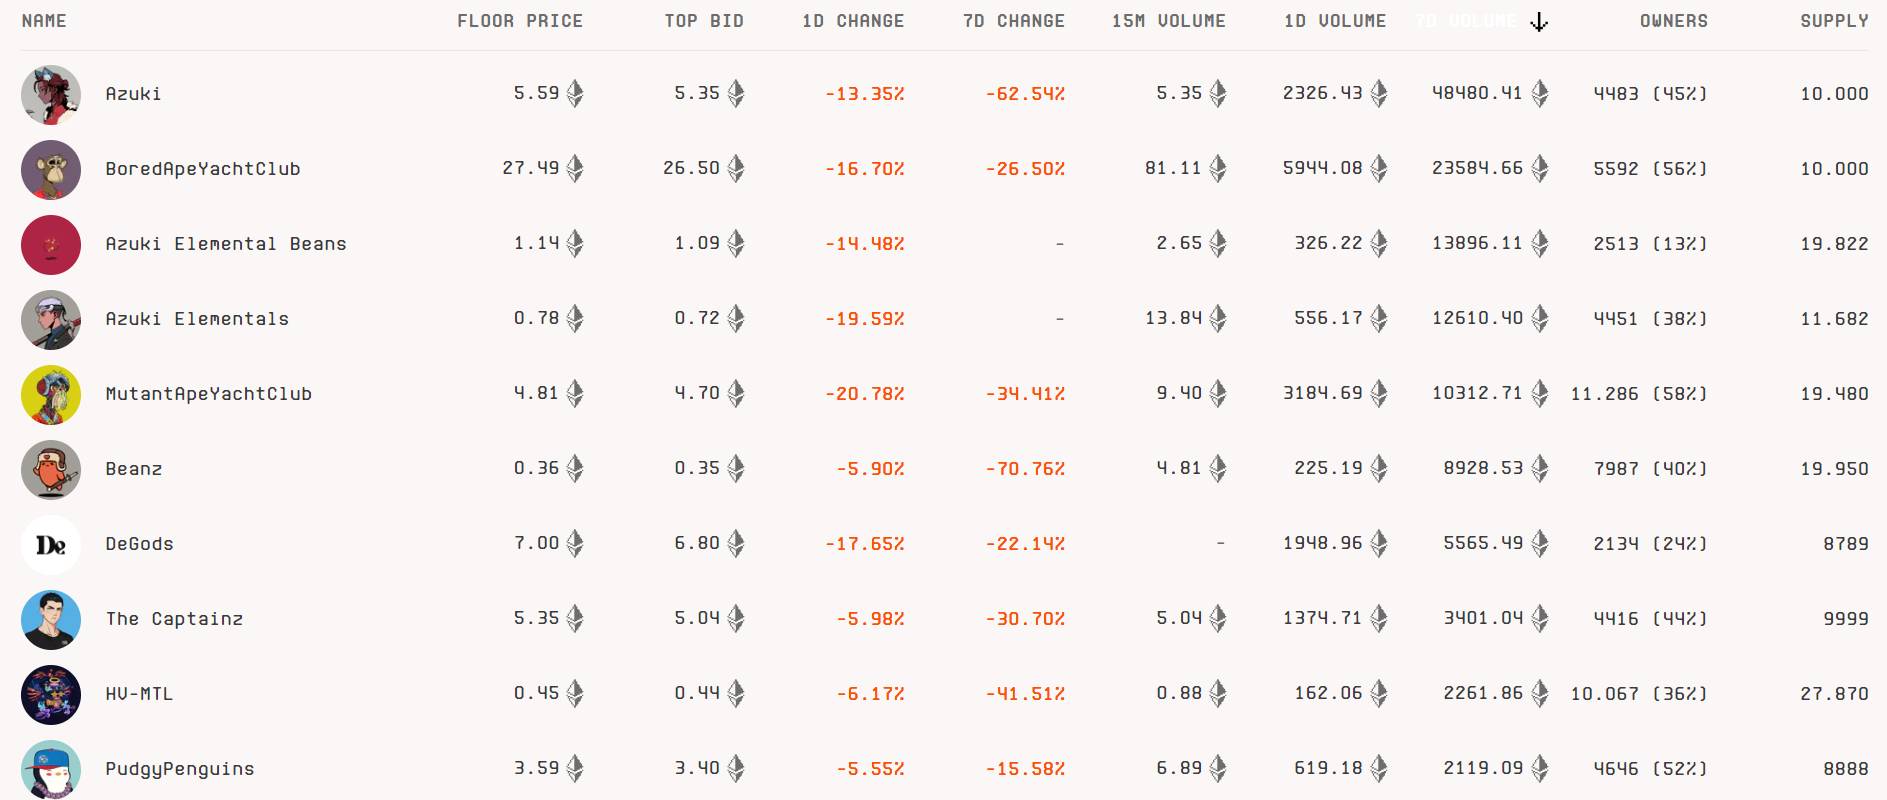 NAME FLOOR PRICE TOP BID 1D CHANGE 7D CHANGE 15M VOLUME 1D VOLUME 7D VOLUME OWNERS SUPPLY
Azuki 5.59 5.35 -13.35% -62.54% 5.35 2326.43 48480.41 4483 (45%) 10.000
BoredApeYachtClub 27.49 26.50 -16.70% -26.50% 81.11 5944.08 23584.66 5592 (56%) 10.000
Azuki Elemental Beans 1.14 1.09 -14.48% - 2.65 326.22 13896.11 2513 (13%) 19.822
Azuki Elementals 0.78 0.72 -19.59% - 13.84 556.17 12610.40 4451 (38%) 11.682
MutantApeYachtClub 4.81 4.70 -20.78% -34.41% 9.40 3184.69 10312.71 11.286 (58%) 19.480
Beanz 0.36 0.35 -5.90% -70.76% 4.81 225.19 8928.53 7987 (40%) 19.950
De DeGods 7.00 6.80 -17.65% -22.14% - 1948.96 5565.49 2134 (24%) 8789
The Captainz 5.35 5.04 -5.98% -30.70% 5.04 1374.71 3401.04 4416 (44%) 9999
HV-MTL 0.45 0.44 -6.17% -41.51% 0.88 162.06 2261.86 10.067 (36%) 27.870
PudgyPenguins 3.59 3.40 -5.55% -15.58% 6.89 619.18 2119.09 4646 (52%) 8888